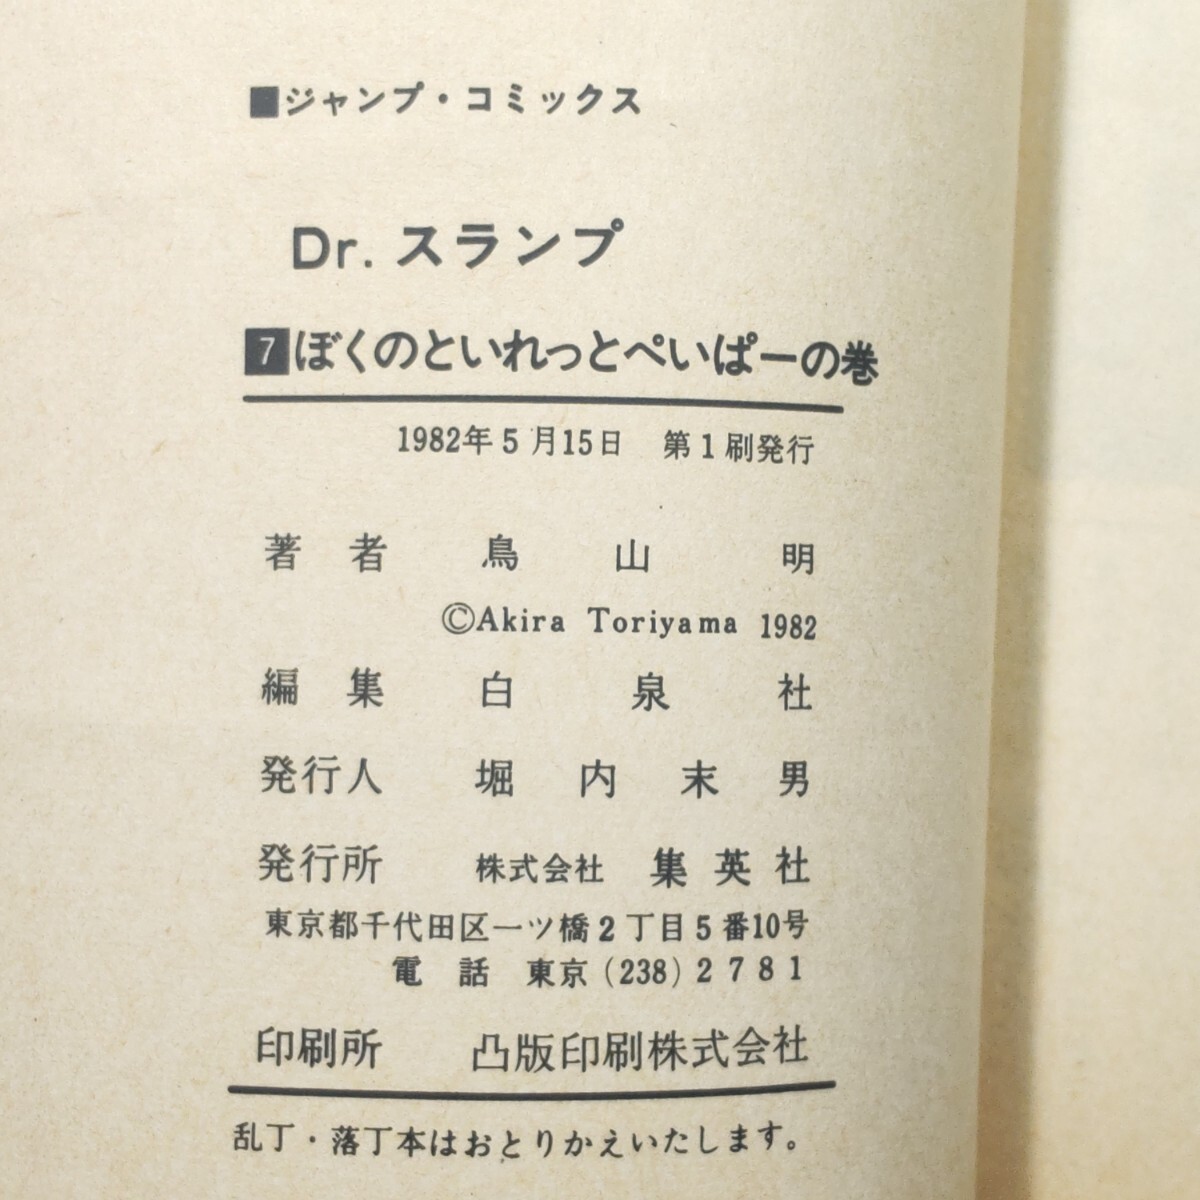 ■ジャンプ・コミックス
Dr. スランプ
7 ぼくのといれっとぺいぱーの巻
1982年5月15日　第1刷発行
著者　鳥山明
©Akira Toriyama 1982
編集　白泉社
発行人　堀内末男
発行所　株式会社 集英社
東京都千代田区一ツ橋2丁目5番10号
電話　東京(238)2781
印刷所　凸版印刷株式会社
乱丁・落丁本はおとりかえいたします。